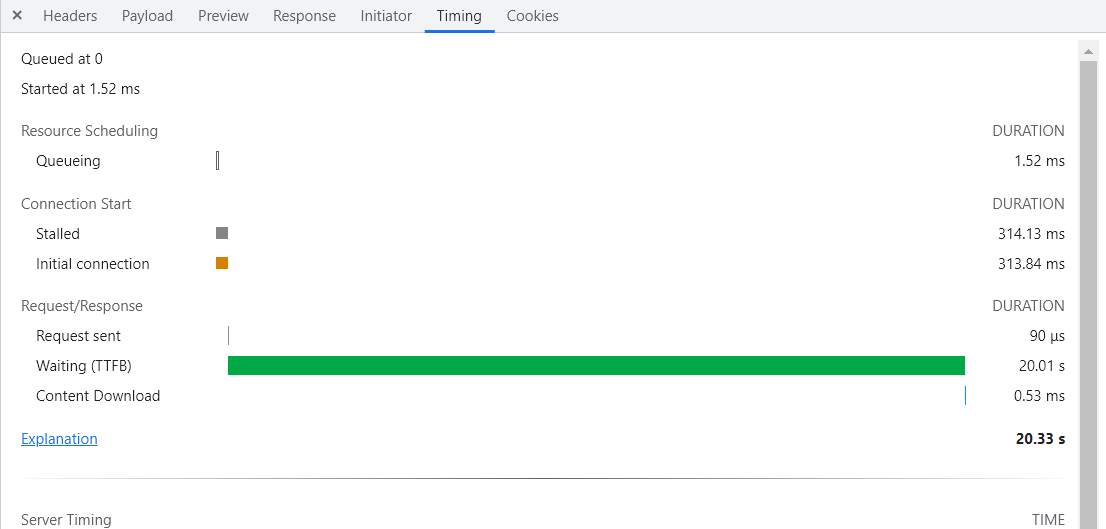 × Headers Payload Preview Response Initiator Timing Cookies
Queued at 0
Started at 1.52 ms
Resource Scheduling DURATION
Queueing 1.52 ms
Connection Start DURATION
Stalled 314.13 ms
Initial connection 313.84 ms
Request/Response DURATION
Request sent 90 μs
Waiting (TTFB) 20.01 s
Content Download 0.53 ms
Explanation 20.33 s
Server Timing TIME